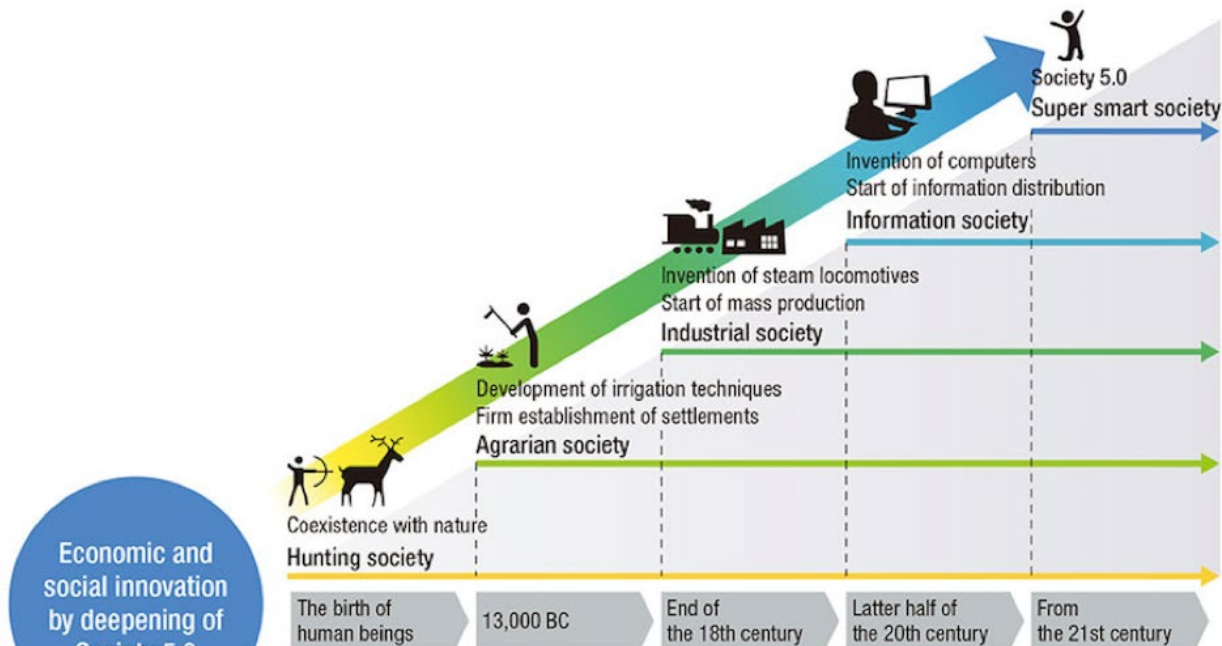 Society 5.0
Super smart society
Invention of computers
Start of information distribution
Information society
Invention of steam locomotives
Start of mass production
Industrial society
Development of irrigation techniques
Firm establishment of settlements
Agrarian society
Coexistence with nature
Hunting society
Economic and
social innovation
by deepening of
Society 5.0
The birth of
human beings
13,000 BC
End of
the 18th century
Latter half of
the 20th century
From
the 21st century